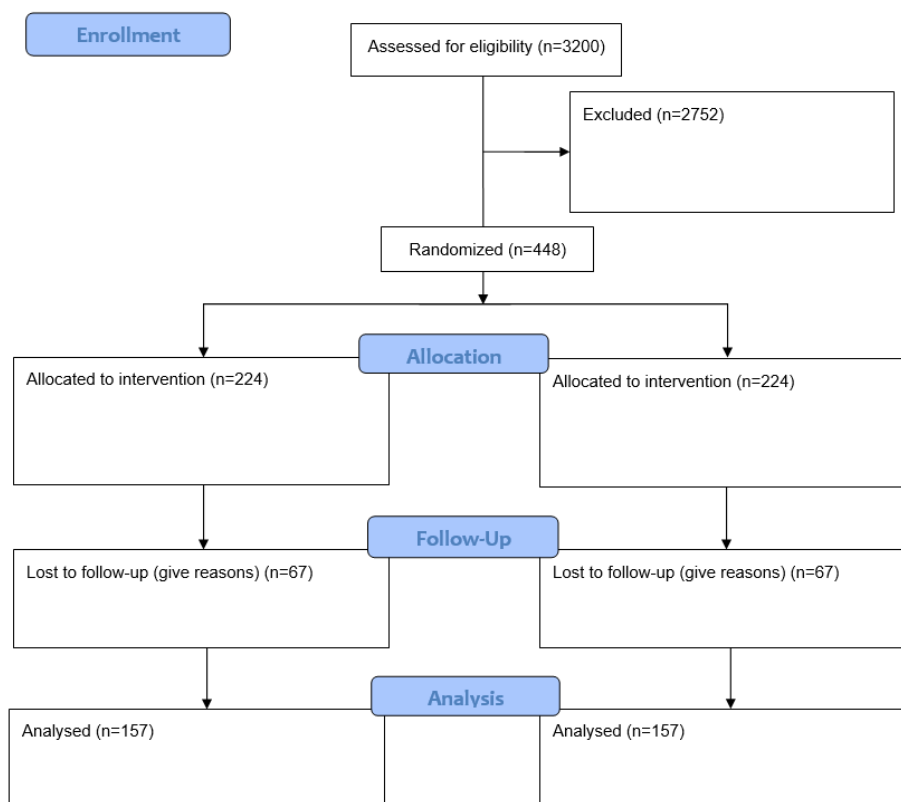 Enrollment
Assessed for eligibility (n=3200)
Excluded (n=2752)
Randomized (n=448)
Allocation
Allocated to intervention (n=224)
Allocated to intervention (n=224)
Follow-Up
Lost to follow-up (give reasons) (n=67)
Lost to follow-up (give reasons) (n=67)
Analysis
Analysed (n=157)
Analysed (n=157)